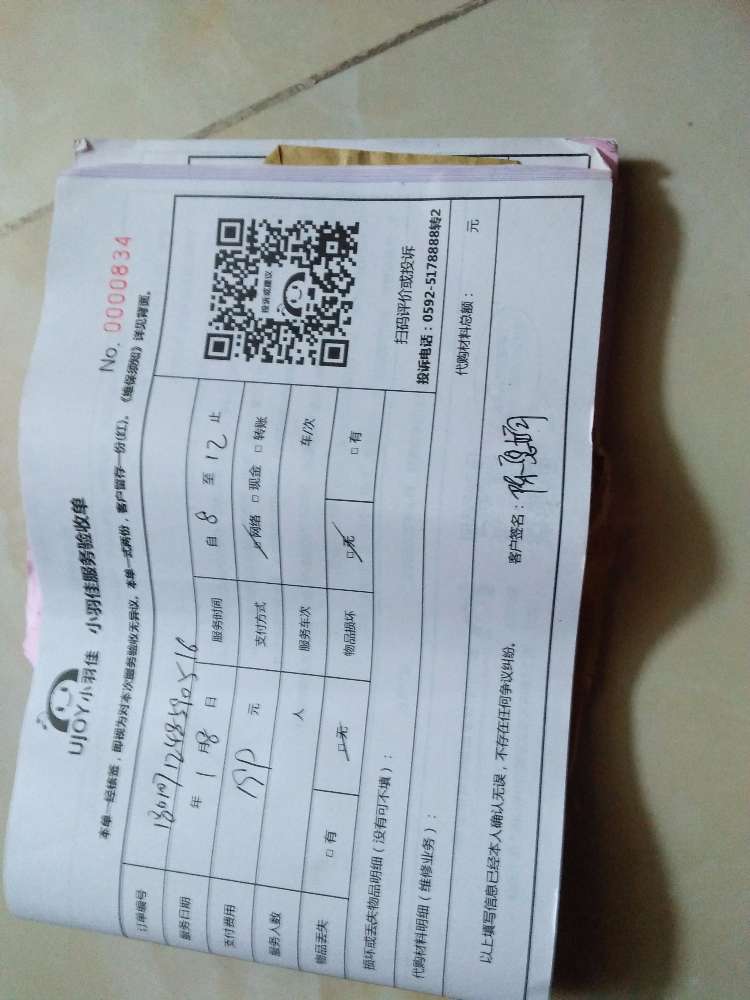 UJOY小羽佳 小羽佳服务验收单
No. 0000834
本单一经核签，即视为对本次服务验收无异议。本单一式两份，客户留存一份(红)。《维保须知》详见背面。
订单编号
服务日期 年 1 月 8 日 服务时间 自 8 至 12 止
支付费用 元 支付方式 ☑网络 □现金 □转账
服务人数 人 服务车次 车/次
物品丢失 □有 ☑无 物品损坏 ☑无 □有
投诉或建议
扫码评价或投诉
投诉电话：0592-5178888转2
损坏或丢失物品明细（没有可不填）：
代购材料明细（维修业务）： 代购材料总额： 元
以上填写信息已经本人确认无误，不存在任何争议纠纷。 客户签名：